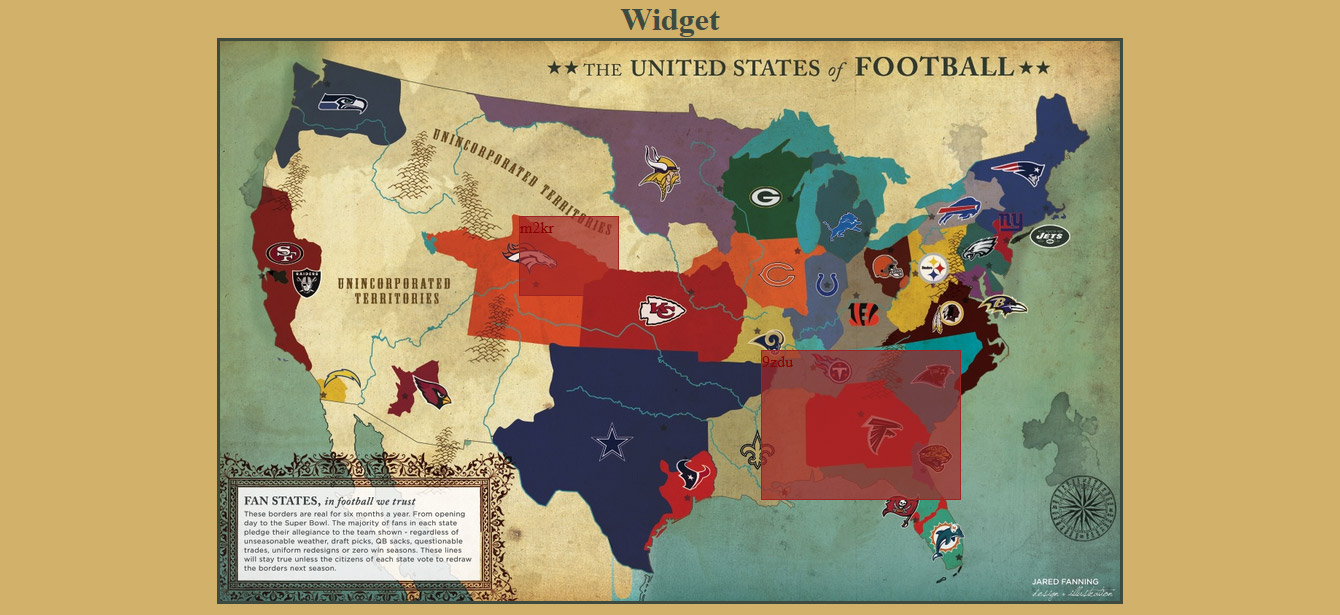 Widget
★★ THE UNITED STATES of FOOTBALL ★★
UNINCORPORATED TERRITORIES
m2kr
ny
JETS
SF
RAIDERS
UNINCORPORATED
TERRITORIES
KC
G
C
Steelers
9zdu
T
FAN STATES, in football we trust
These borders are real for six months a year. From opening
day to the Super Bowl. The majority of fans in each state
pledge their allegiance to the team shown - regardless of
unseasonable weather, draft picks, QB sacks, questionable
trades, uniform redesigns or zero win seasons. These lines
will stay true unless the citizens of each state vote to redraw
the borders next season.
JARED FANNING
design + illustration